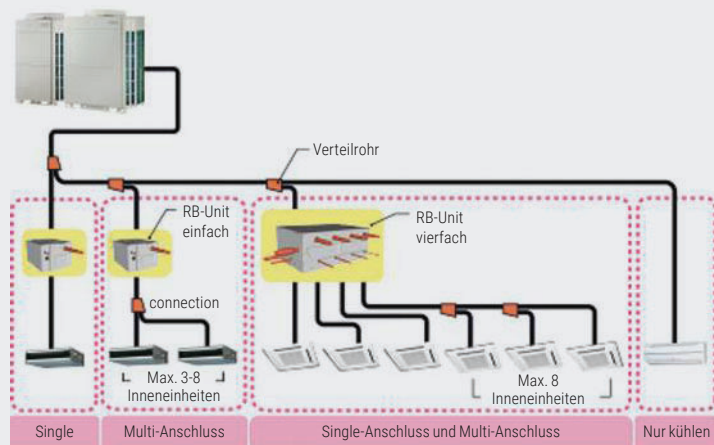 Verteilrohr
RB-Unit
einfach
RB-Unit
vierfach
connection
Max. 3-8
Inneneinheiten
Max. 8
Inneneinheiten
Single
Multi-Anschluss
Single-Anschluss und Multi-Anschluss
Nur kühlen